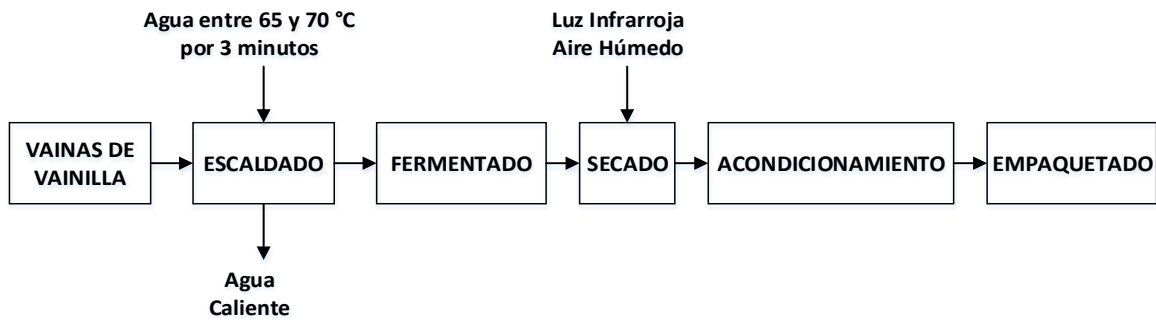 Agua entre 65 y 70 °C
por 3 minutos
Luz Infrarroja
Aire Húmedo
VAINAS DE
VAINILLA
ESCALDADO
FERMENTADO
SECADO
ACONDICIONAMIENTO
EMPAQUETADO
Agua
Caliente